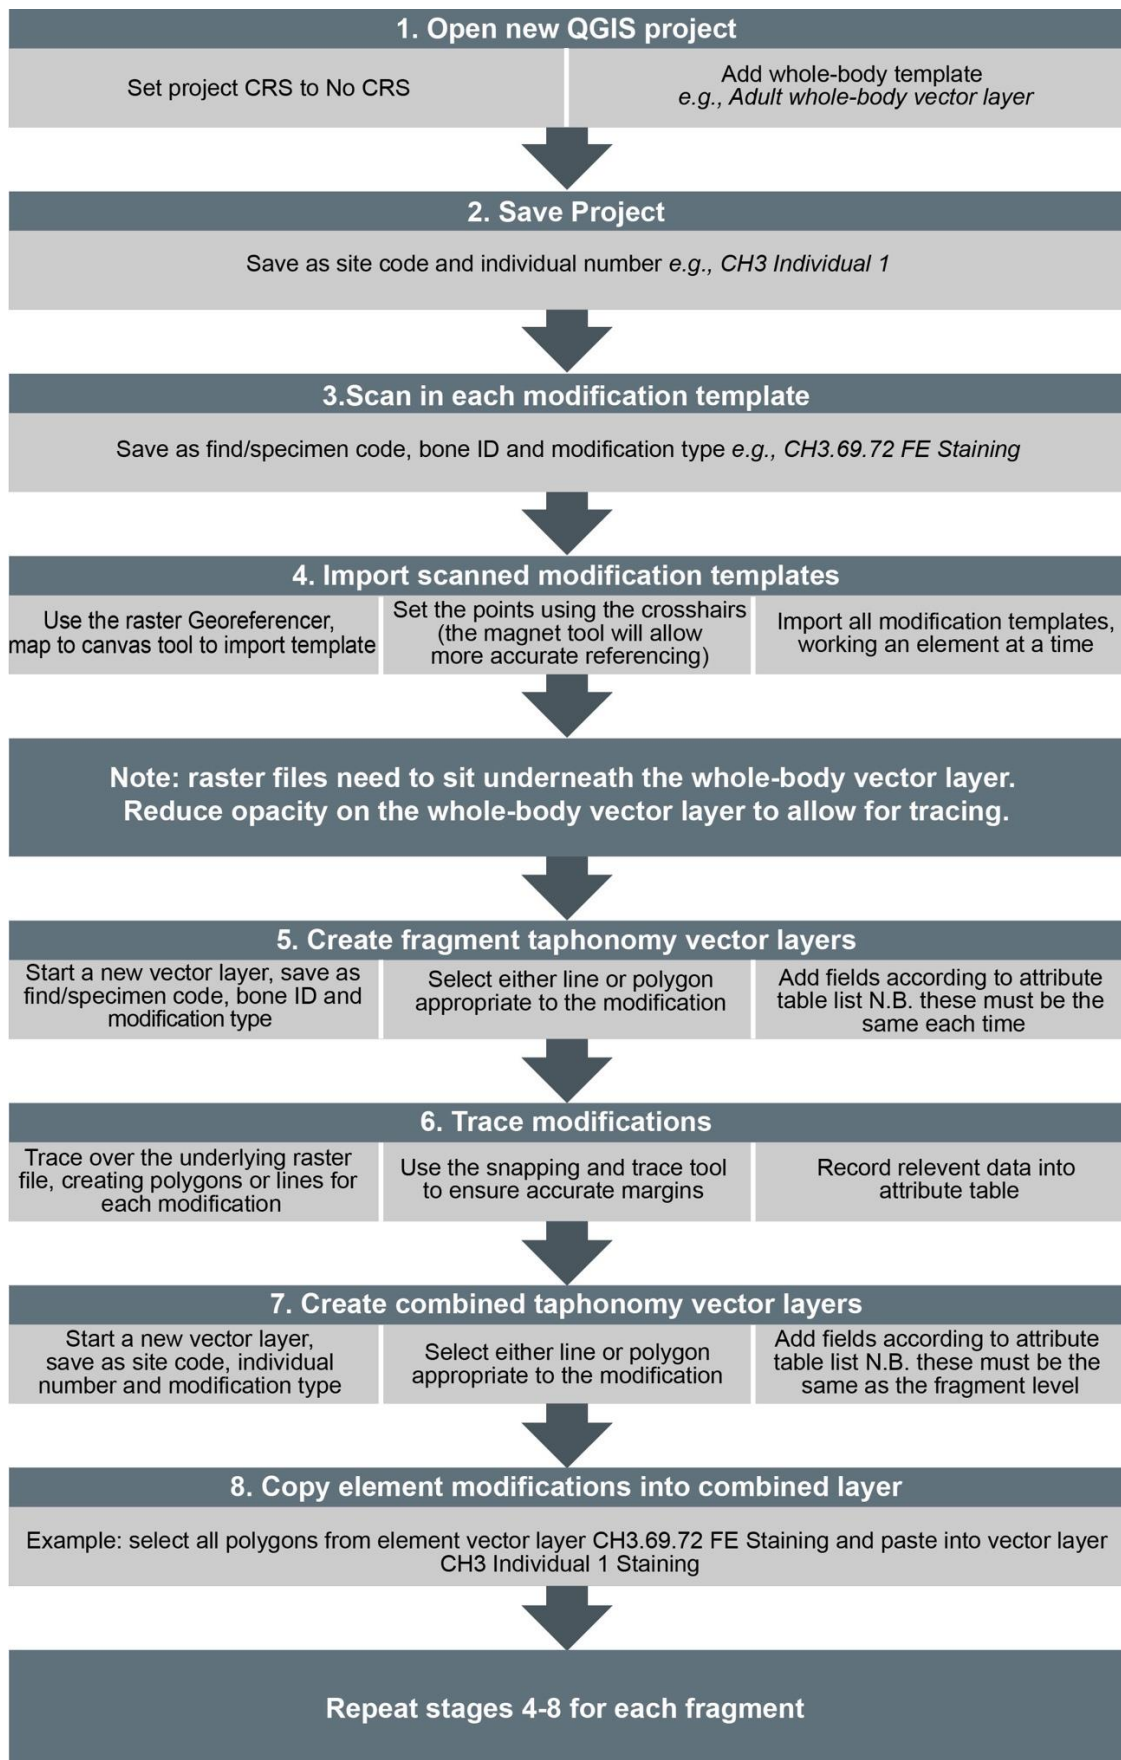 1. Open new QGIS project
Set project CRS to No CRS
Add whole-body template
e.g., Adult whole-body vector layer
2. Save Project
Save as site code and individual number e.g., CH3 Individual 1
3.Scan in each modification template
Save as find/specimen code, bone ID and modification type e.g., CH3.69.72 FE Staining
4. Import scanned modification templates
Use the raster Georeferencer,
map to canvas tool to import template
Set the points using the crosshairs
(the magnet tool will allow
more accurate referencing)
Import all modification templates,
working an element at a time
Note: raster files need to sit underneath the whole-body vector layer.
Reduce opacity on the whole-body vector layer to allow for tracing.
5. Create fragment taphonomy vector layers
Start a new vector layer, save as
find/specimen code, bone ID and
modification type
Select either line or polygon
appropriate to the modification
Add fields according to attribute
table list N.B. these must be the
same each time
6. Trace modifications
Trace over the underlying raster
file, creating polygons or lines for
each modification
Use the snapping and trace tool
to ensure accurate margins
Record relevent data into
attribute table
7. Create combined taphonomy vector layers
Start a new vector layer,
save as site code, individual
number and modification type
Select either line or polygon
appropriate to the modification
Add fields according to attribute
table list N.B. these must be the
same as the fragment level
8. Copy element modifications into combined layer
Example: select all polygons from element vector layer CH3.69.72 FE Staining and paste into vector layer
CH3 Individual 1 Staining
Repeat stages 4-8 for each fragment